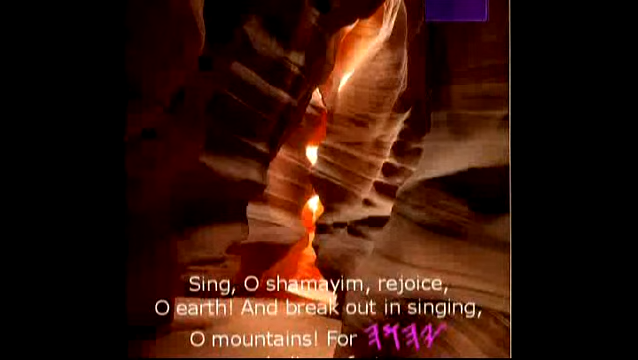 Sing, O shamayim, rejoice,
O earth! And break out in singing,
O mountains! For 𐤉𐤄𐤅𐤄